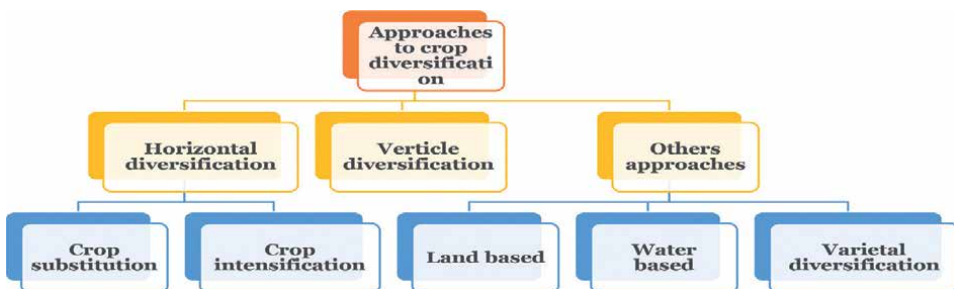 Approaches
to crop
diversificati
on
Horizontal
diversification
Verticle
diversification
Others
approaches
Crop
substitution
Crop
intensification
Land based
Water
based
Varietal
diversification